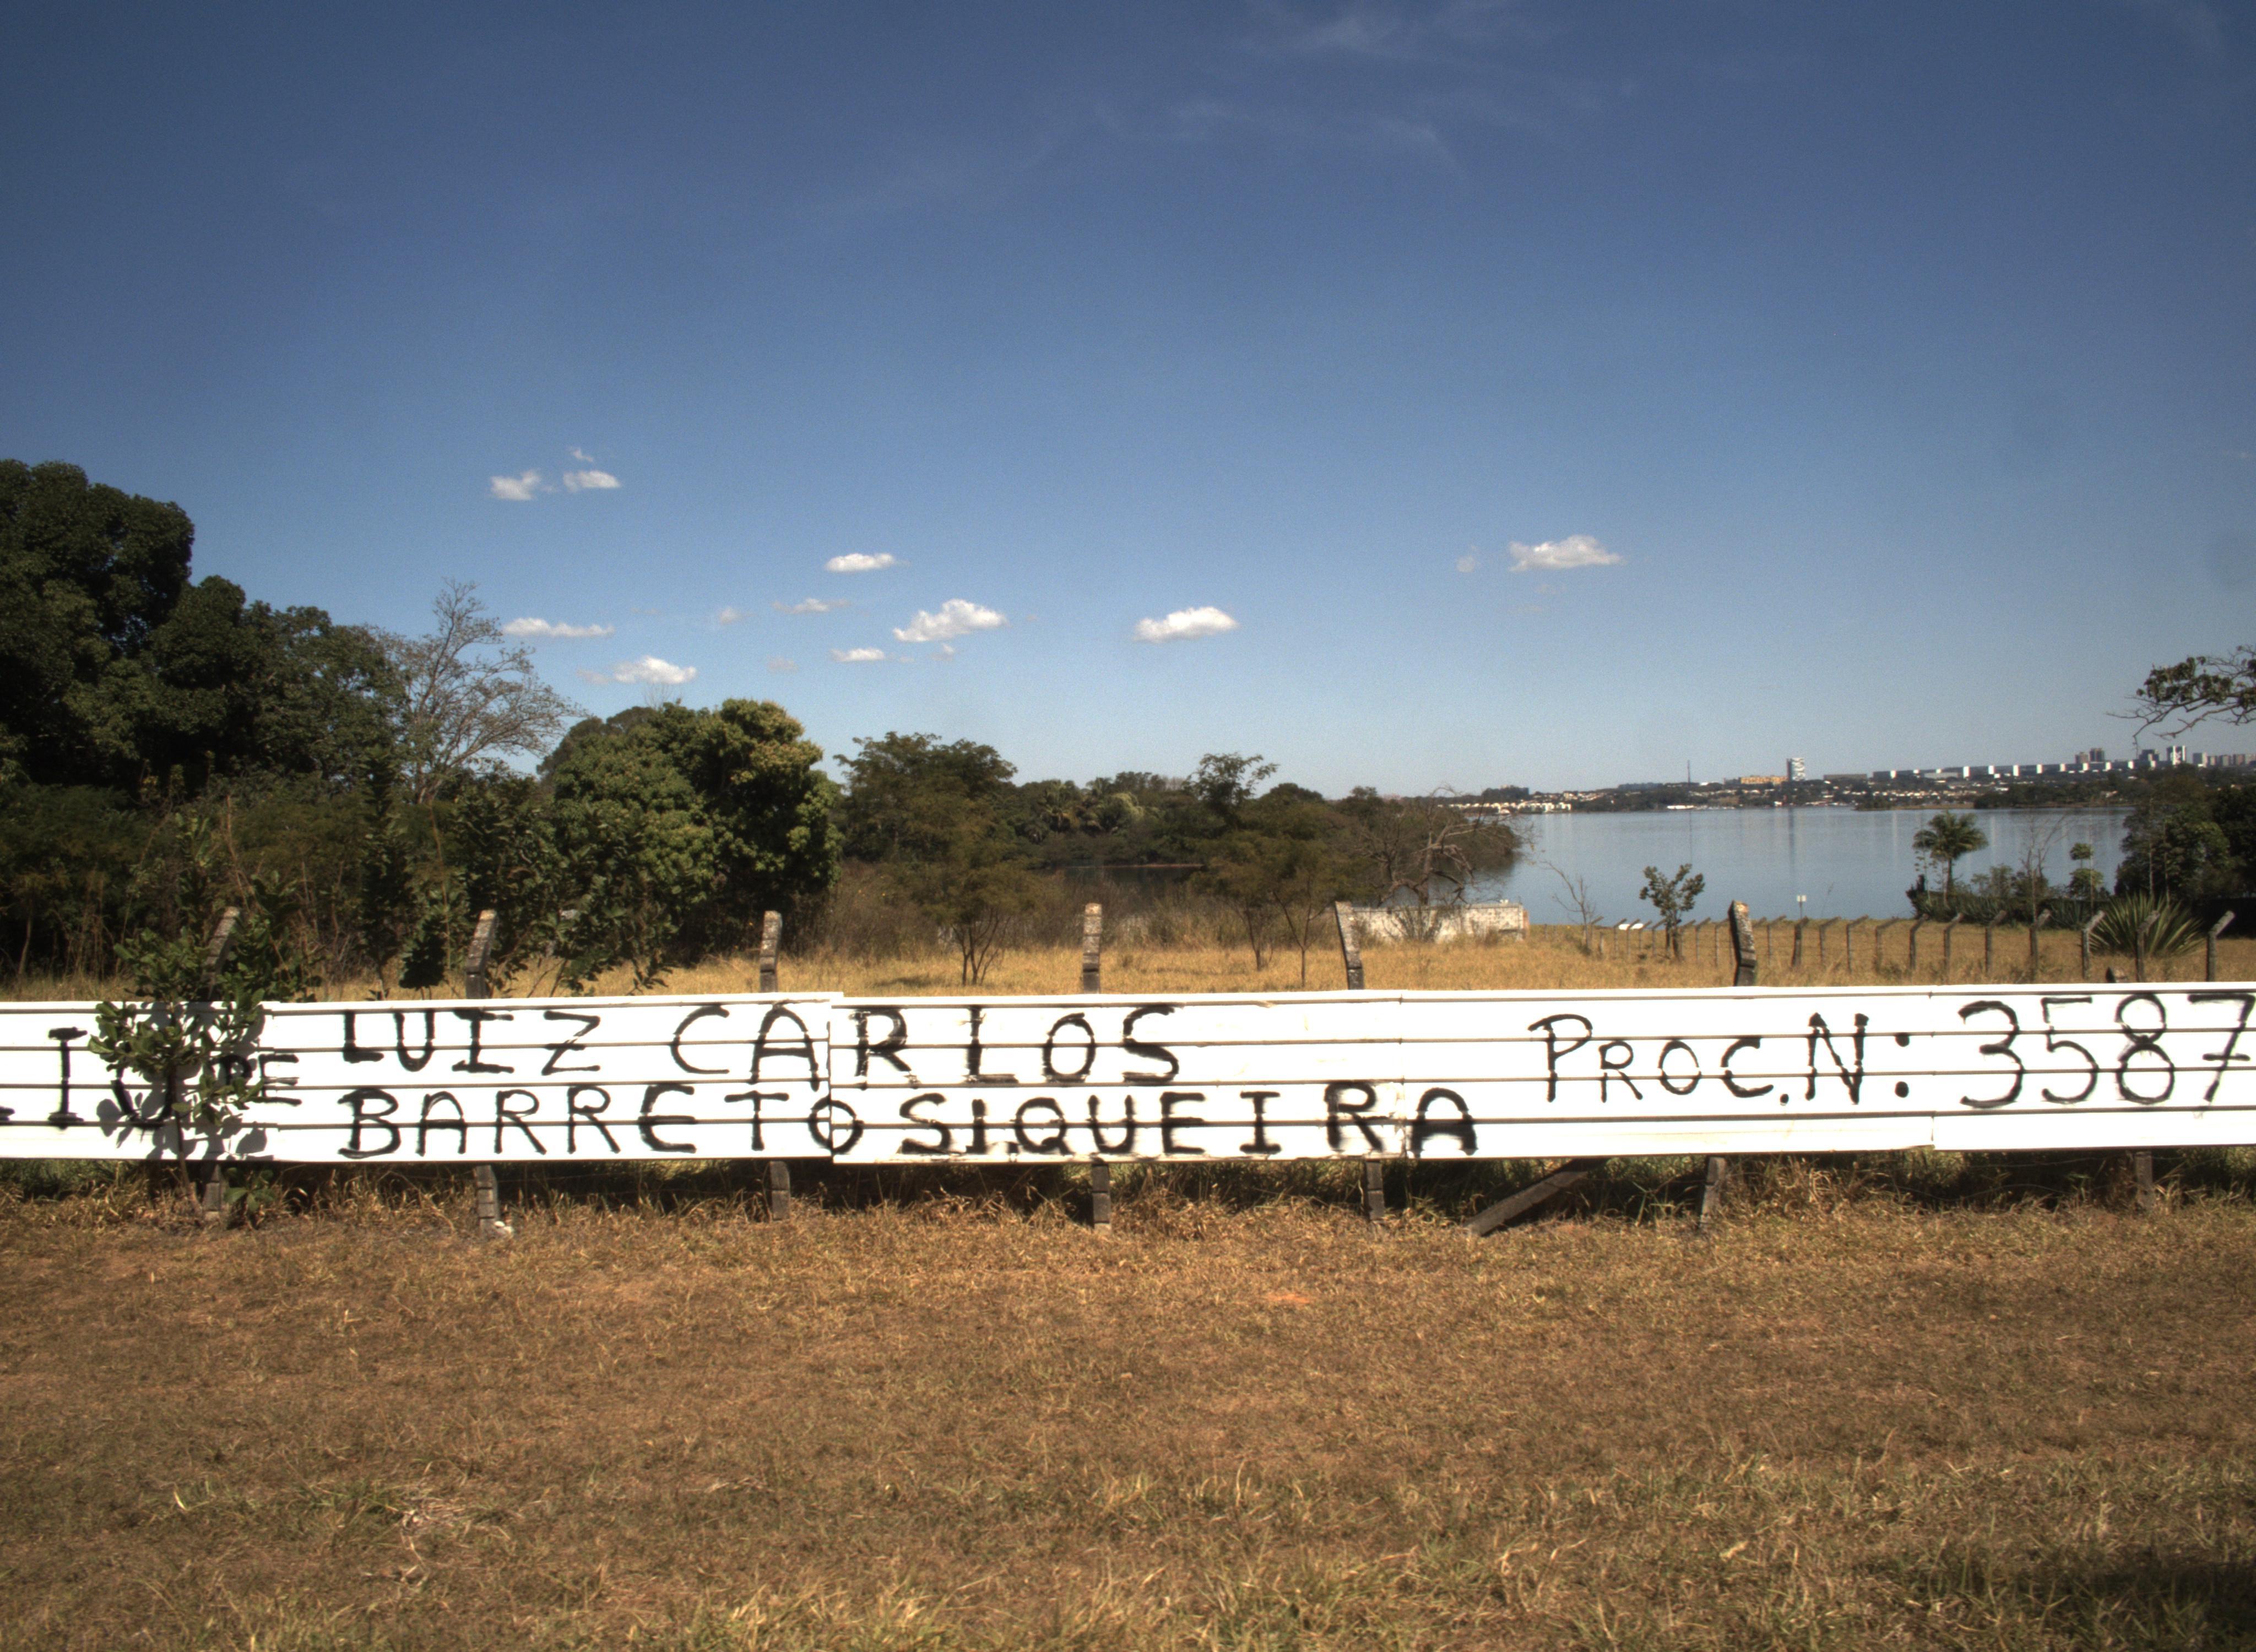 DE LUIZ CARLOS
BARRETO SIQUEIRA
PROC.N: 3587